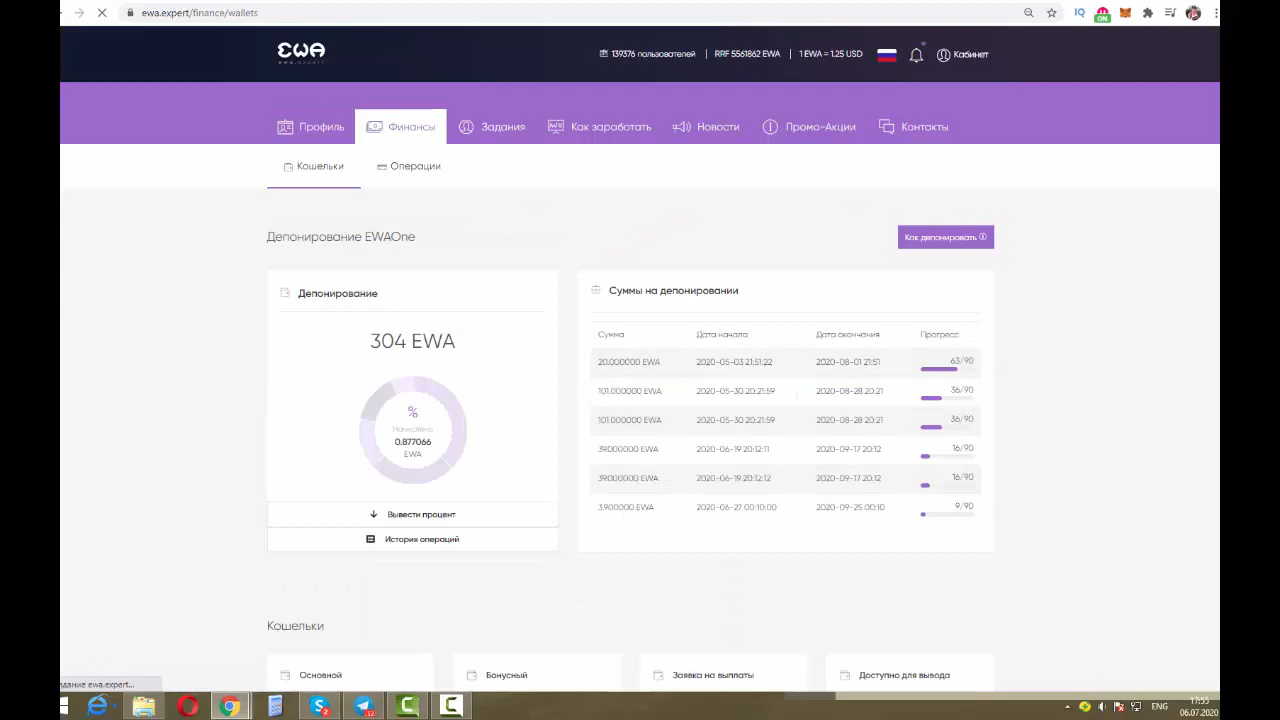 ewa.expert/finance/wallets
ON
EWA
ewa.expert
139376 пользователей
RRF 5561862 EWA
1 EWA = 1.25 USD
Кабинет
Профиль
Финансы
Задания
Как заработать
Новости
Промо-Акции
Контакты
Кошельки
Операции
Депонирование EWAOne
Как депонировать
Депонирование
304 EWA
%
Начислено
0.877066
EWA
Вывести процент
История операций
Суммы на депонировании
Сумма Дата начала Дата окончания Прогресс
20.000000 EWA 2020-05-03 21:51:22 2020-08-01 21:51 63/90
101.000000 EWA 2020-05-30 20:21:59 2020-08-28 20:21 36/90
101.000000 EWA 2020-05-30 20:21:59 2020-08-28 20:21 36/90
39.000000 EWA 2020-06-19 20:12:11 2020-09-17 20:12 16/90
39.000000 EWA 2020-06-19 20:12:12 2020-09-17 20:12 16/90
3.900000 EWA 2020-06-27 00:10:00 2020-09-25 00:10 9/90
Кошельки
Основной
Бонусный
Заявка на выплаты
Доступно для вывода
идание ewa.expert...
ENG
17:55
06.07.2020